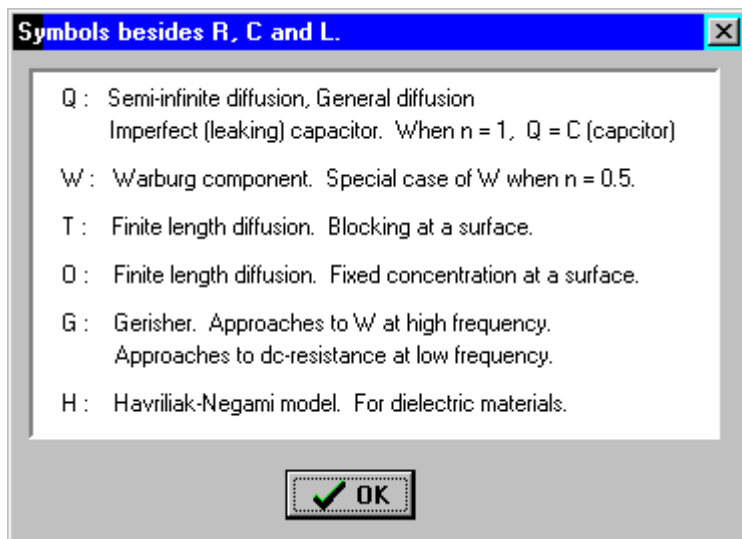 Symbols besides R, C and L.
Q : Semi-infinite diffusion, General diffusion
Imperfect (leaking) capacitor. When n = 1, Q = C (capcitor)
W : Warburg component. Special case of W when n = 0.5.
T : Finite length diffusion. Blocking at a surface.
O : Finite length diffusion. Fixed concentration at a surface.
G : Gerisher. Approaches to W at high frequency.
Approaches to dc-resistance at low frequency.
H : Havriliak-Negami model. For dielectric materials.
OK